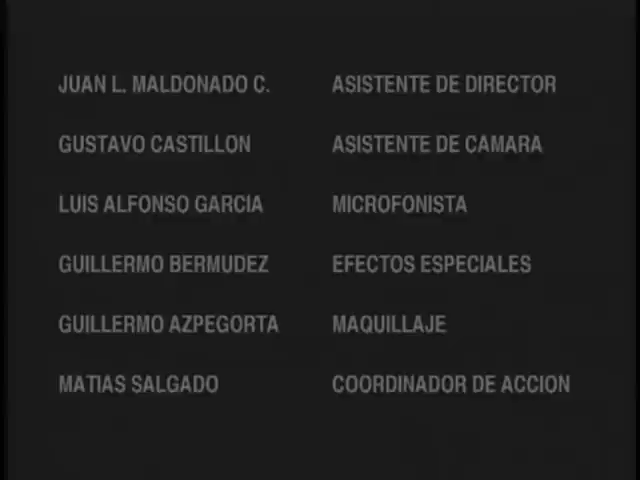 JUAN L. MALDONADO C. ASISTENTE DE DIRECTOR
GUSTAVO CASTILLON ASISTENTE DE CAMARA
LUIS ALFONSO GARCIA MICROFONISTA
GUILLERMO BERMUDEZ EFECTOS ESPECIALES
GUILLERMO AZPEGORTA MAQUILLAJE
MATIAS SALGADO COORDINADOR DE ACCION